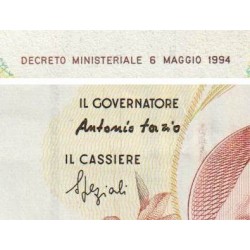 DECRETO MINISTERIALE 6 MAGGIO 1994
IL GOVERNATORE
Antonio Fazio
IL CASSIERE
Speziali